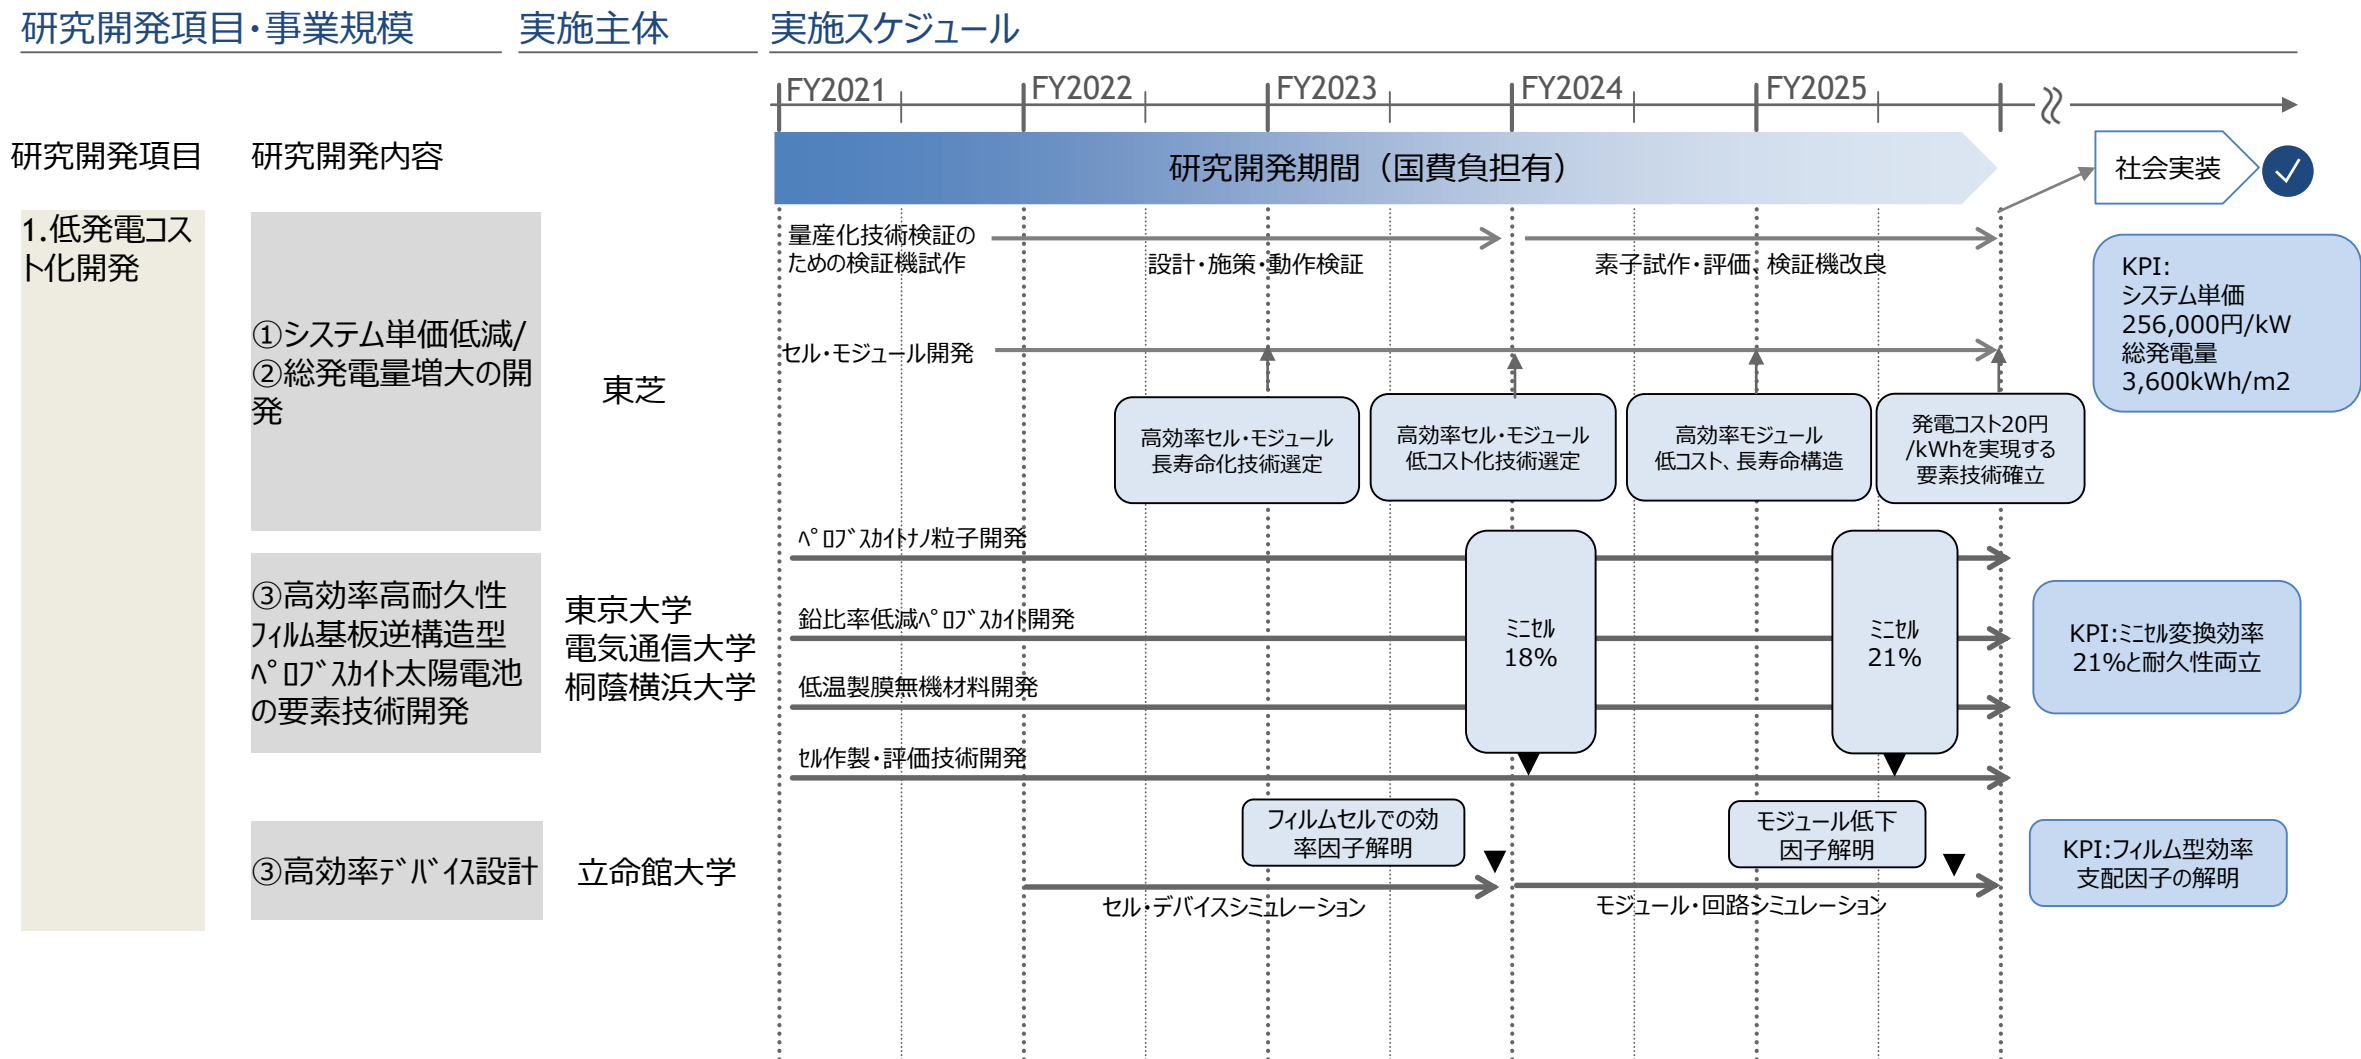 研究開発項目・事業規模
実施主体
実施スケジュール
FY2021
FY2022
FY2023
FY2024
FY2025
研究開発項目
研究開発内容
研究開発期間（国費負担有）
社会実装
1.低発電コス
ト化開発
①システム単価低減/
②総発電量増大の開
発
東芝
量産化技術検証の
ための検証機試作
設計・施策・動作検証
素子試作・評価、検証機改良
セル・モジュール開発
高効率セル・モジュール
長寿命化技術選定
高効率セル・モジュール
低コスト化技術選定
高効率モジュール
低コスト、長寿命構造
発電コスト20円
/kWhを実現する
要素技術確立
KPI:
システム単価
256,000円/kW
総発電量
3,600kWh/m2
③高効率高耐久性
フィルム基板逆構造型
ﾍﾟﾛﾌﾞｽｶｲﾄ太陽電池
の要素技術開発
東京大学
電気通信大学
桐蔭横浜大学
ﾍﾟﾛﾌﾞｽｶｲﾄﾅﾉ粒子開発
鉛比率低減ﾍﾟﾛﾌﾞｽｶｲﾄ開発
低温製膜無機材料開発
ｾﾙ作製・評価技術開発
ﾐﾆｾﾙ
18%
ﾐﾆｾﾙ
21%
KPI:ﾐﾆｾﾙ変換効率
21%と耐久性両立
③高効率ﾃﾞﾊﾞｲｽ設計
立命館大学
フィルムセルでの効
率因子解明
モジュール低下
因子解明
セル・デバイスシミュレーション
モジュール・回路シミュレーション
KPI:フィルム型効率
支配因子の解明